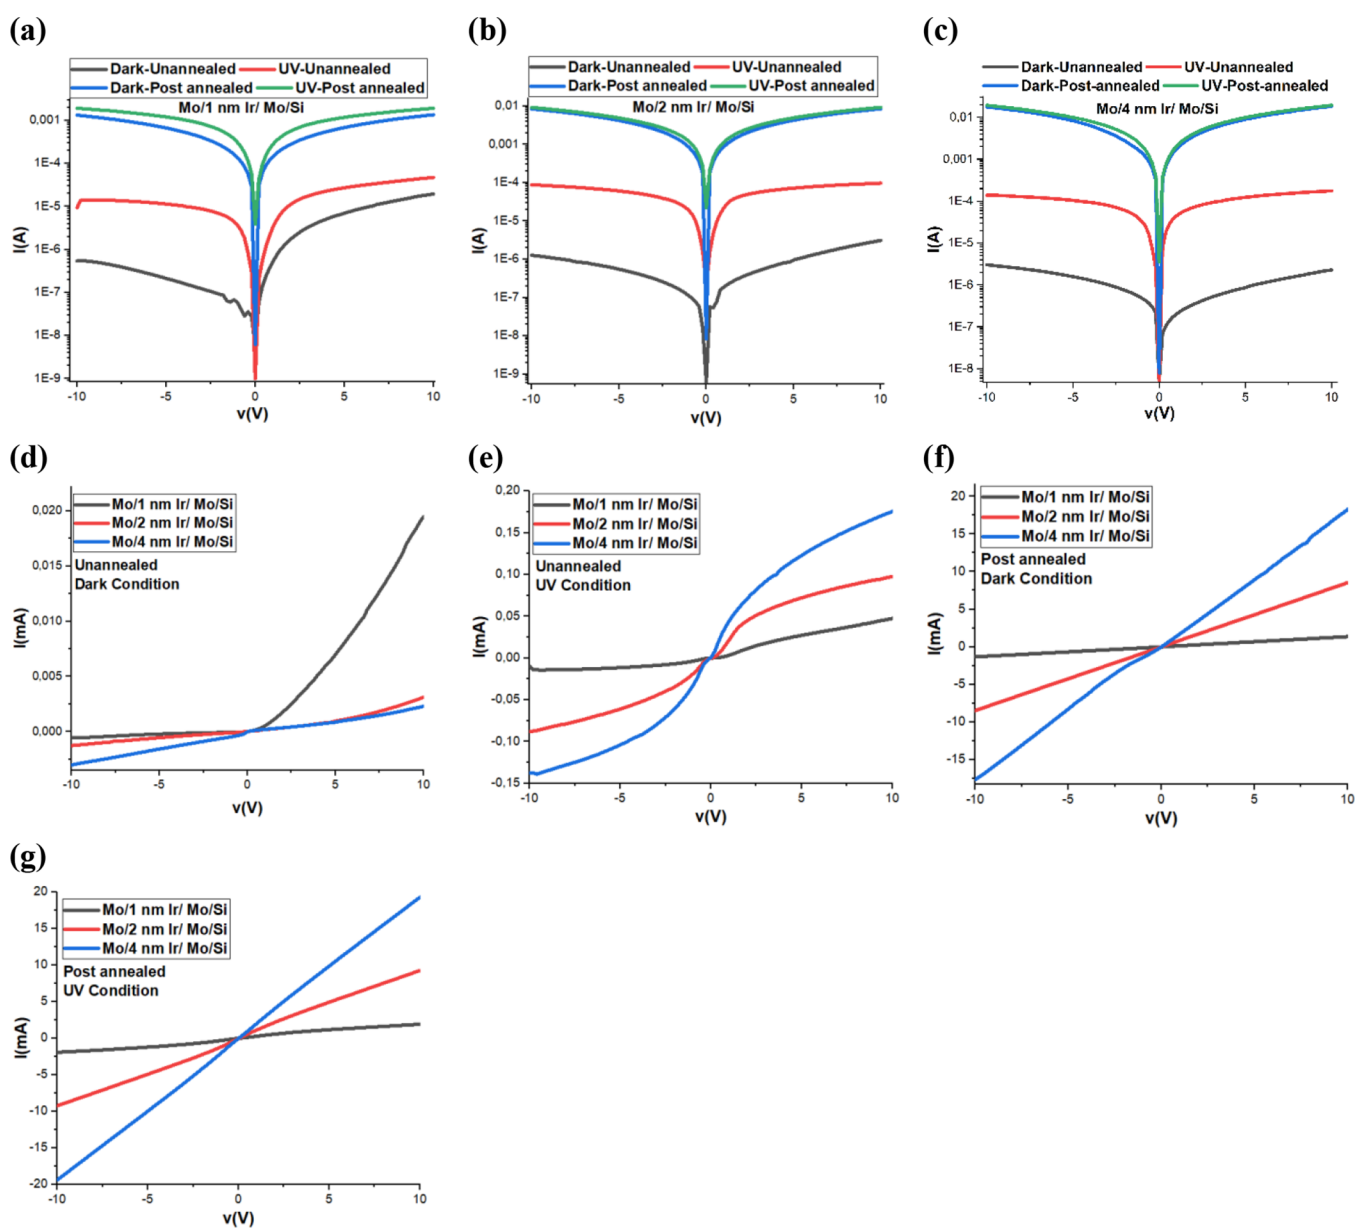 (a)
Dark-Unannealed UV-Unannealed
Dark-Post annealed UV-Post annealed
Mo/1 nm Ir/ Mo/Si
0,001
1E-4
1E-5
1E-6
1E-7
1E-8
1E-9
I(A)
-10 -5 0 5 10
v(V)
(b)
Dark-Unannealed UV-Unannealed
Dark-Post annealed UV-Post annealed
Mo/2 nm Ir/ Mo/Si
0,01
0,001
1E-4
1E-5
1E-6
1E-7
1E-8
1E-9
I(A)
-10 -5 0 5 10
v(V)
(c)
Dark-Unannealed UV-Unannealed
Dark-Post-annealed UV-Post-annealed
Mo/4 nm Ir/ Mo/Si
0,01
0,001
1E-4
1E-5
1E-6
1E-7
1E-8
I(A)
-10 -5 0 5 10
v(V)
(d)
Mo/1 nm Ir/ Mo/Si
Mo/2 nm Ir/ Mo/Si
Mo/4 nm Ir/ Mo/Si
Unannealed
Dark Condition
0,020
0,015
0,010
0,005
0,000
I(mA)
-10 -5 0 5 10
v(V)
(e)
Mo/1 nm Ir/ Mo/Si
Mo/2 nm Ir/ Mo/Si
Mo/4 nm Ir/ Mo/Si
Unannealed
UV Condition
0,20
0,15
0,10
0,05
0,00
-0,05
-0,10
-0,15
I(mA)
-10 -5 0 5 10
v(V)
(f)
Mo/1 nm Ir/ Mo/Si
Mo/2 nm Ir/ Mo/Si
Mo/4 nm Ir/ Mo/Si
Post annealed
Dark Condition
20
15
10
5
0
-5
-10
-15
I(mA)
-10 -5 0 5 10
v(V)
(g)
Mo/1 nm Ir/ Mo/Si
Mo/2 nm Ir/ Mo/Si
Mo/4 nm Ir/ Mo/Si
Post annealed
UV Condition
20
15
10
5
0
-5
-10
-15
-20
I(mA)
-10 -5 0 5 10
v(V)